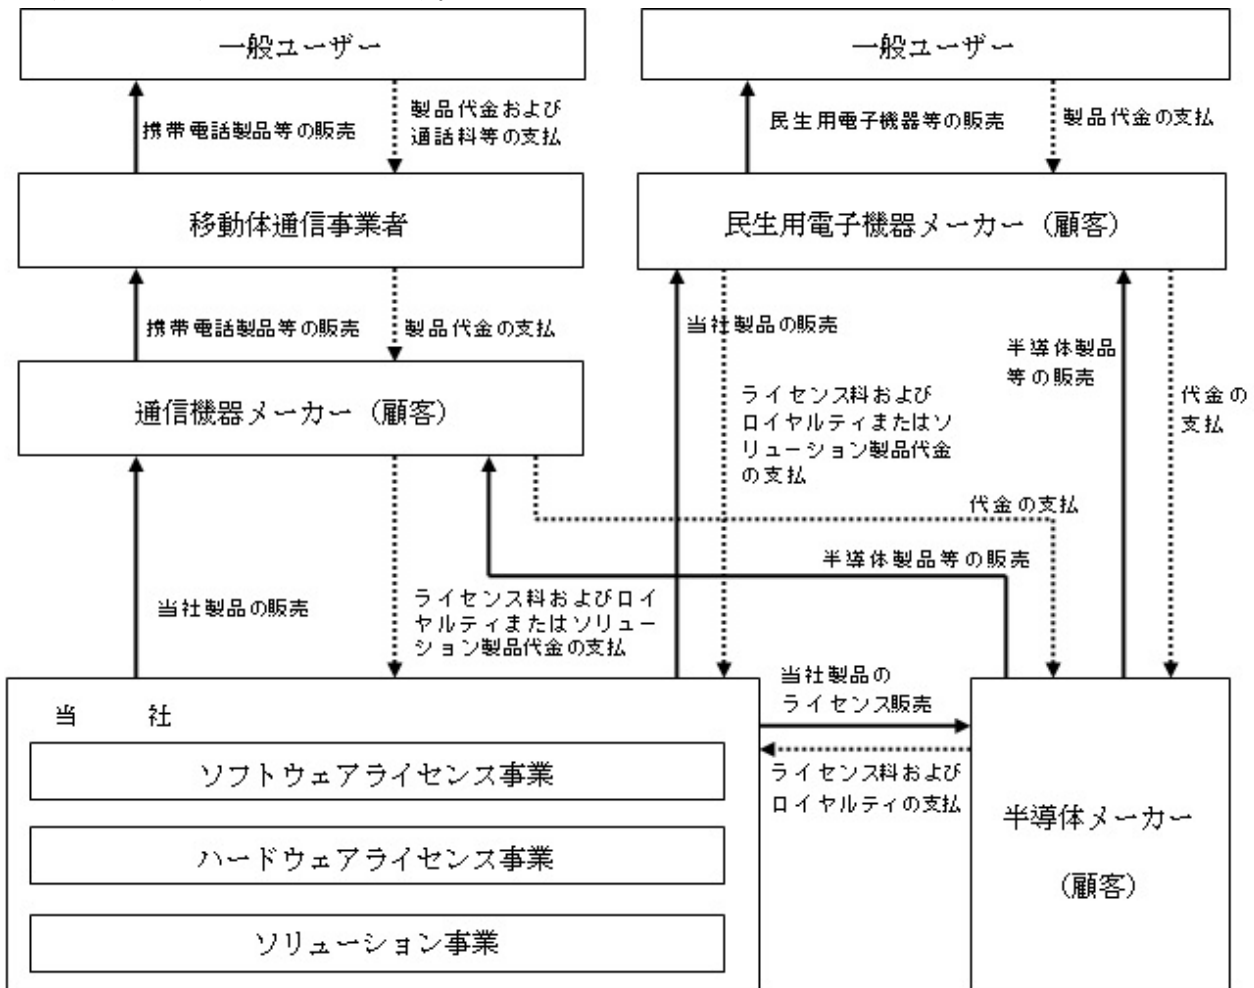 一般ユーザー
一般ユーザー
携帯電話製品等の販売
製品代金および
通話料等の支払
民生用電子機器等の販売
製品代金の支払
移動体通信事業者
民生用電子機器メーカー（顧客）
携帯電話製品等の販売
製品代金の支払
当社製品の販売
半導体製品
等の販売
代金の
支払
通信機器メーカー（顧客）
ライセンス料および
ロイヤルティまたはソ
リューション製品代金
の支払
代金の支払
半導体製品等の販売
当社製品の販売
ライセンス料およびロイ
ヤルティまたはソリュー
ション製品代金の支払
当社製品の
ライセンス販売
当　　社
ソフトウェアライセンス事業
ライセンス料および
ロイヤルティの支払
ハードウェアライセンス事業
ソリューション事業
半導体メーカー
（顧客）